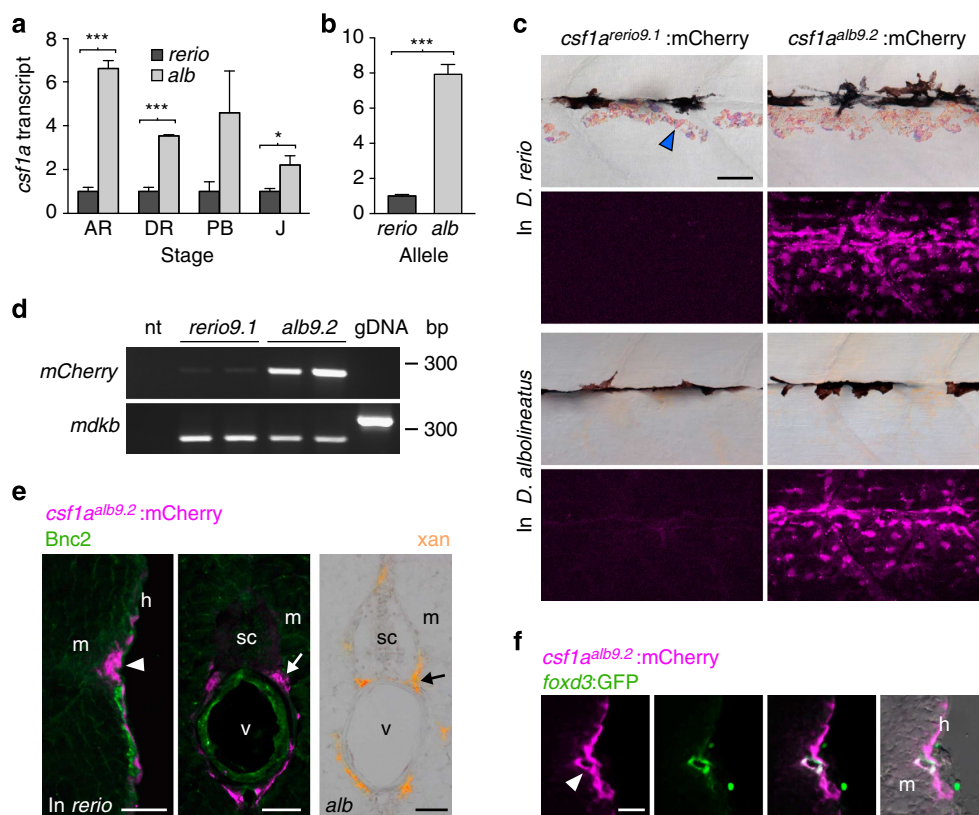 a
csf1a transcript
8
6
4
2
0
***
***
*
rerio
alb
AR DR PB J
Stage
b
10
8
6
4
2
0
***
rerio alb
Allele
c
csf1a^rerio9.1:mCherry csf1a^alb9.2:mCherry
In D. rerio
In D. albolineatus
d
nt rerio9.1 alb9.2 gDNA bp
mCherry 300
mdkb 300
e
csf1a^alb9.2:mCherry
Bnc2 xan
h
m
In rerio
m
sc
v
m
sc
v
alb
f
csf1a^alb9.2:mCherry
foxd3:GFP
h
m